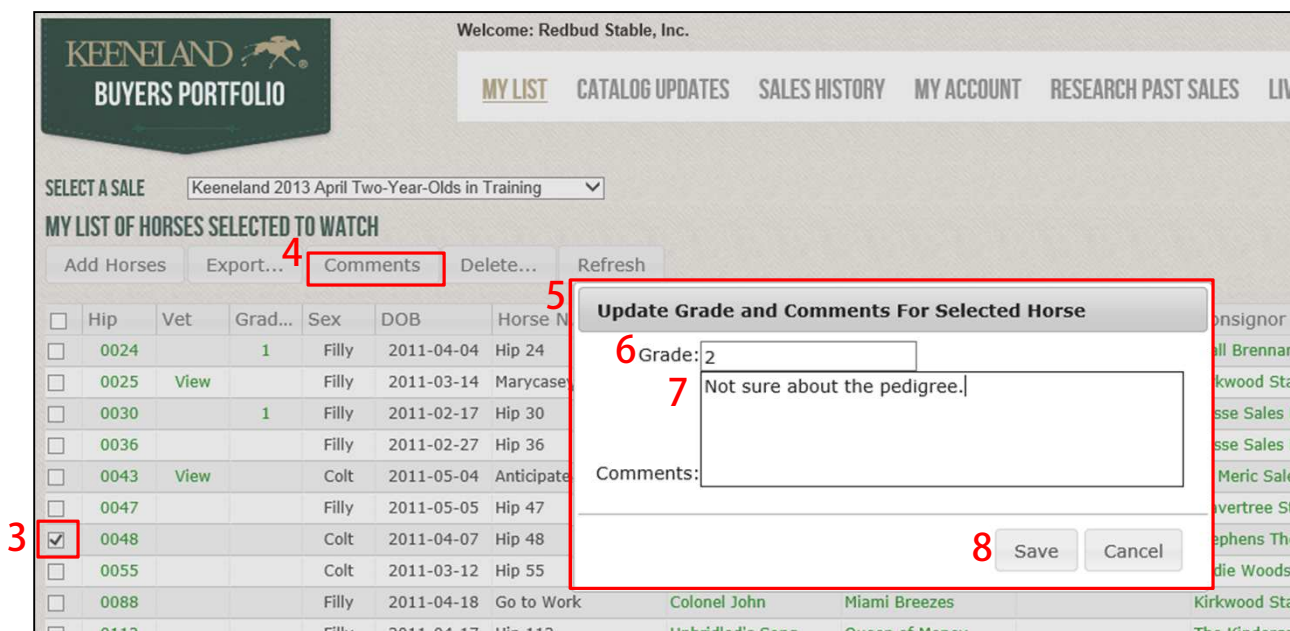 Welcome: Redbud Stable, Inc.
KEENELAND
BUYERS PORTFOLIO
MY LIST CATALOG UPDATES SALES HISTORY MY ACCOUNT RESEARCH PAST SALES
SELECT A SALE Keeneland 2013 April Two-Year-Olds in Training
MY LIST OF HORSES SELECTED TO WATCH
4
Add Horses Export... Comments Delete... Refresh
5
Update Grade and Comments For Selected Horse
6 Grade: 2
7 Not sure about the pedigree.
Comments:
8 Save Cancel
Hip Vet Grad... Sex DOB Horse N
0024 1 Filly 2011-04-04 Hip 24
0025 View Filly 2011-03-14 Marycasey
0030 1 Filly 2011-02-17 Hip 30 Sales
0036 Filly 2011-02-27 Hip 36 Sales
0043 View Colt 2011-05-04 Anticipate Meric
0047 Filly 2011-05-05 Hip 47
3 0048 Colt 2011-04-07 Hip 48
0055 Colt 2011-03-12 Hip 55 Woods
0088 Filly 2011-04-18 Go to Work Colonel John Miami Breezes Kirkwood